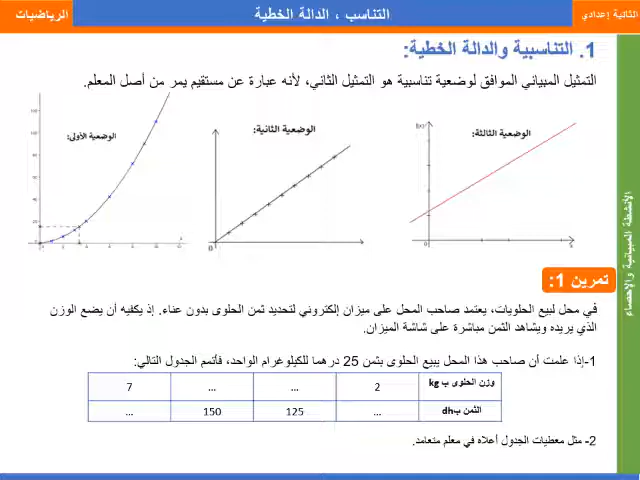 الثانية إعدادي
التناسب ، الدالة الخطية
الرياضيات
1. التناسبية والدالة الخطية:
التمثيل المبياني الموافق لوضعية تناسبية هو التمثيل الثاني، لأنه عبارة عن مستقيم يمر من أصل المعلم.
الوضعية الأولى:
الوضعية الثانية:
الوضعية الثالثة:
الأنشطة المبيانية والإحصاء
تمرين 1:
في محل لبيع الحلويات، يعتمد صاحب المحل على ميزان إلكتروني لتحديد ثمن الحلوى بدون عناء. إذ يكفيه أن يضع الوزن
الذي يريده ويشاهد الثمن مباشرة على شاشة الميزان.
1-إذا علمت أن صاحب هذا المحل يبيع الحلوى بثمن 25 درهما للكيلوغرام الواحد، فأتمم الجدول التالي:
وزن الحلوى ب kg 2 ... ... 7
الثمن بdh ... 125 150 ...
2- مثل معطيات الجدول أعلاه في معلم متعامد.